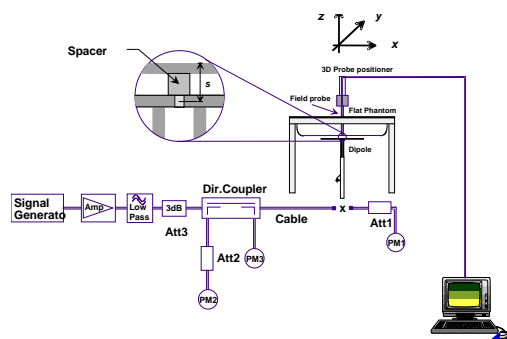 z
y
x
Spacer
s
3D Probe positioner
Field probe
Flat Phantom
Dipole
Signal
Generato
Amp
Low
Pass
3dB
Att3
Dir.Coupler
Cable
x
Att1
PM1
Att2
PM3
PM2